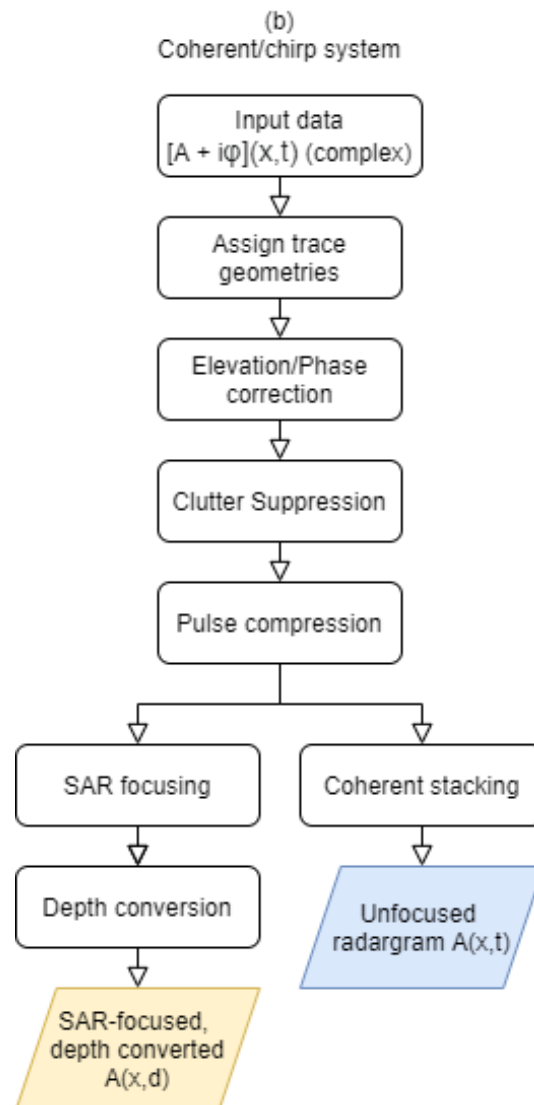 (b)
Coherent/chirp system
Input data
[A + iφ](x,t) (complex)
Assign trace
geometries
Elevation/Phase
correction
Clutter Suppression
Pulse compression
SAR focusing
Coherent stacking
Depth conversion
Unfocused
radargram A(x,t)
SAR-focused,
depth converted
A(x,d)